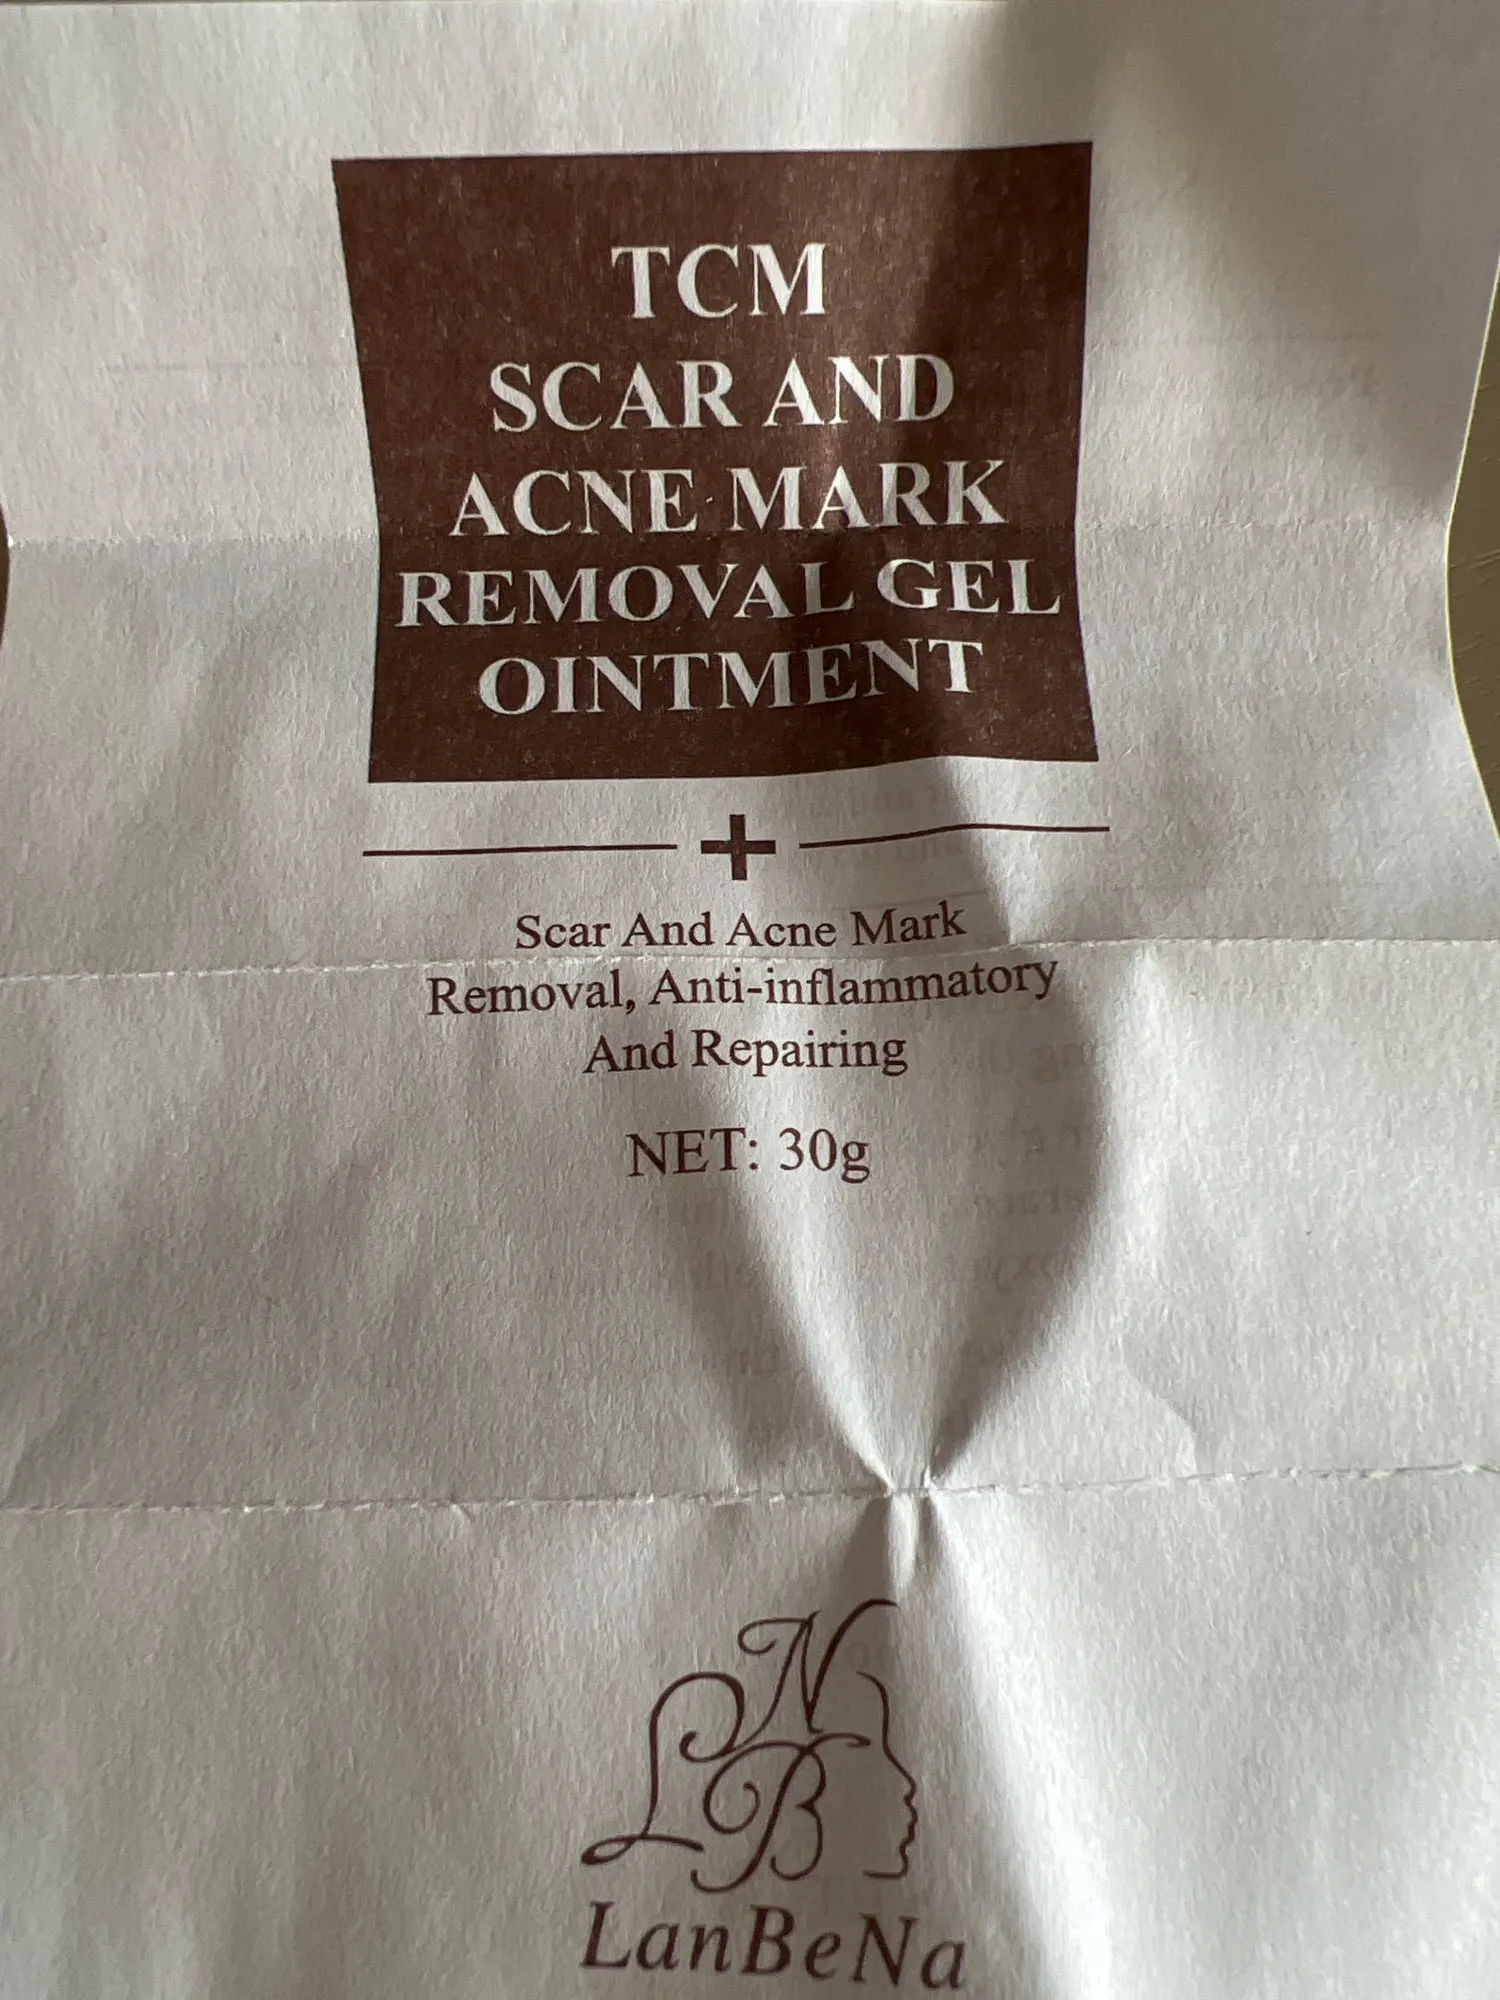 TCM
SCAR AND
ACNE MARK
REMOVAL GEL
OINTMENT
Scar And Acne Mark
Removal, Anti-inflammatory
And Repairing
NET: 30g
LNB
LanBeNa